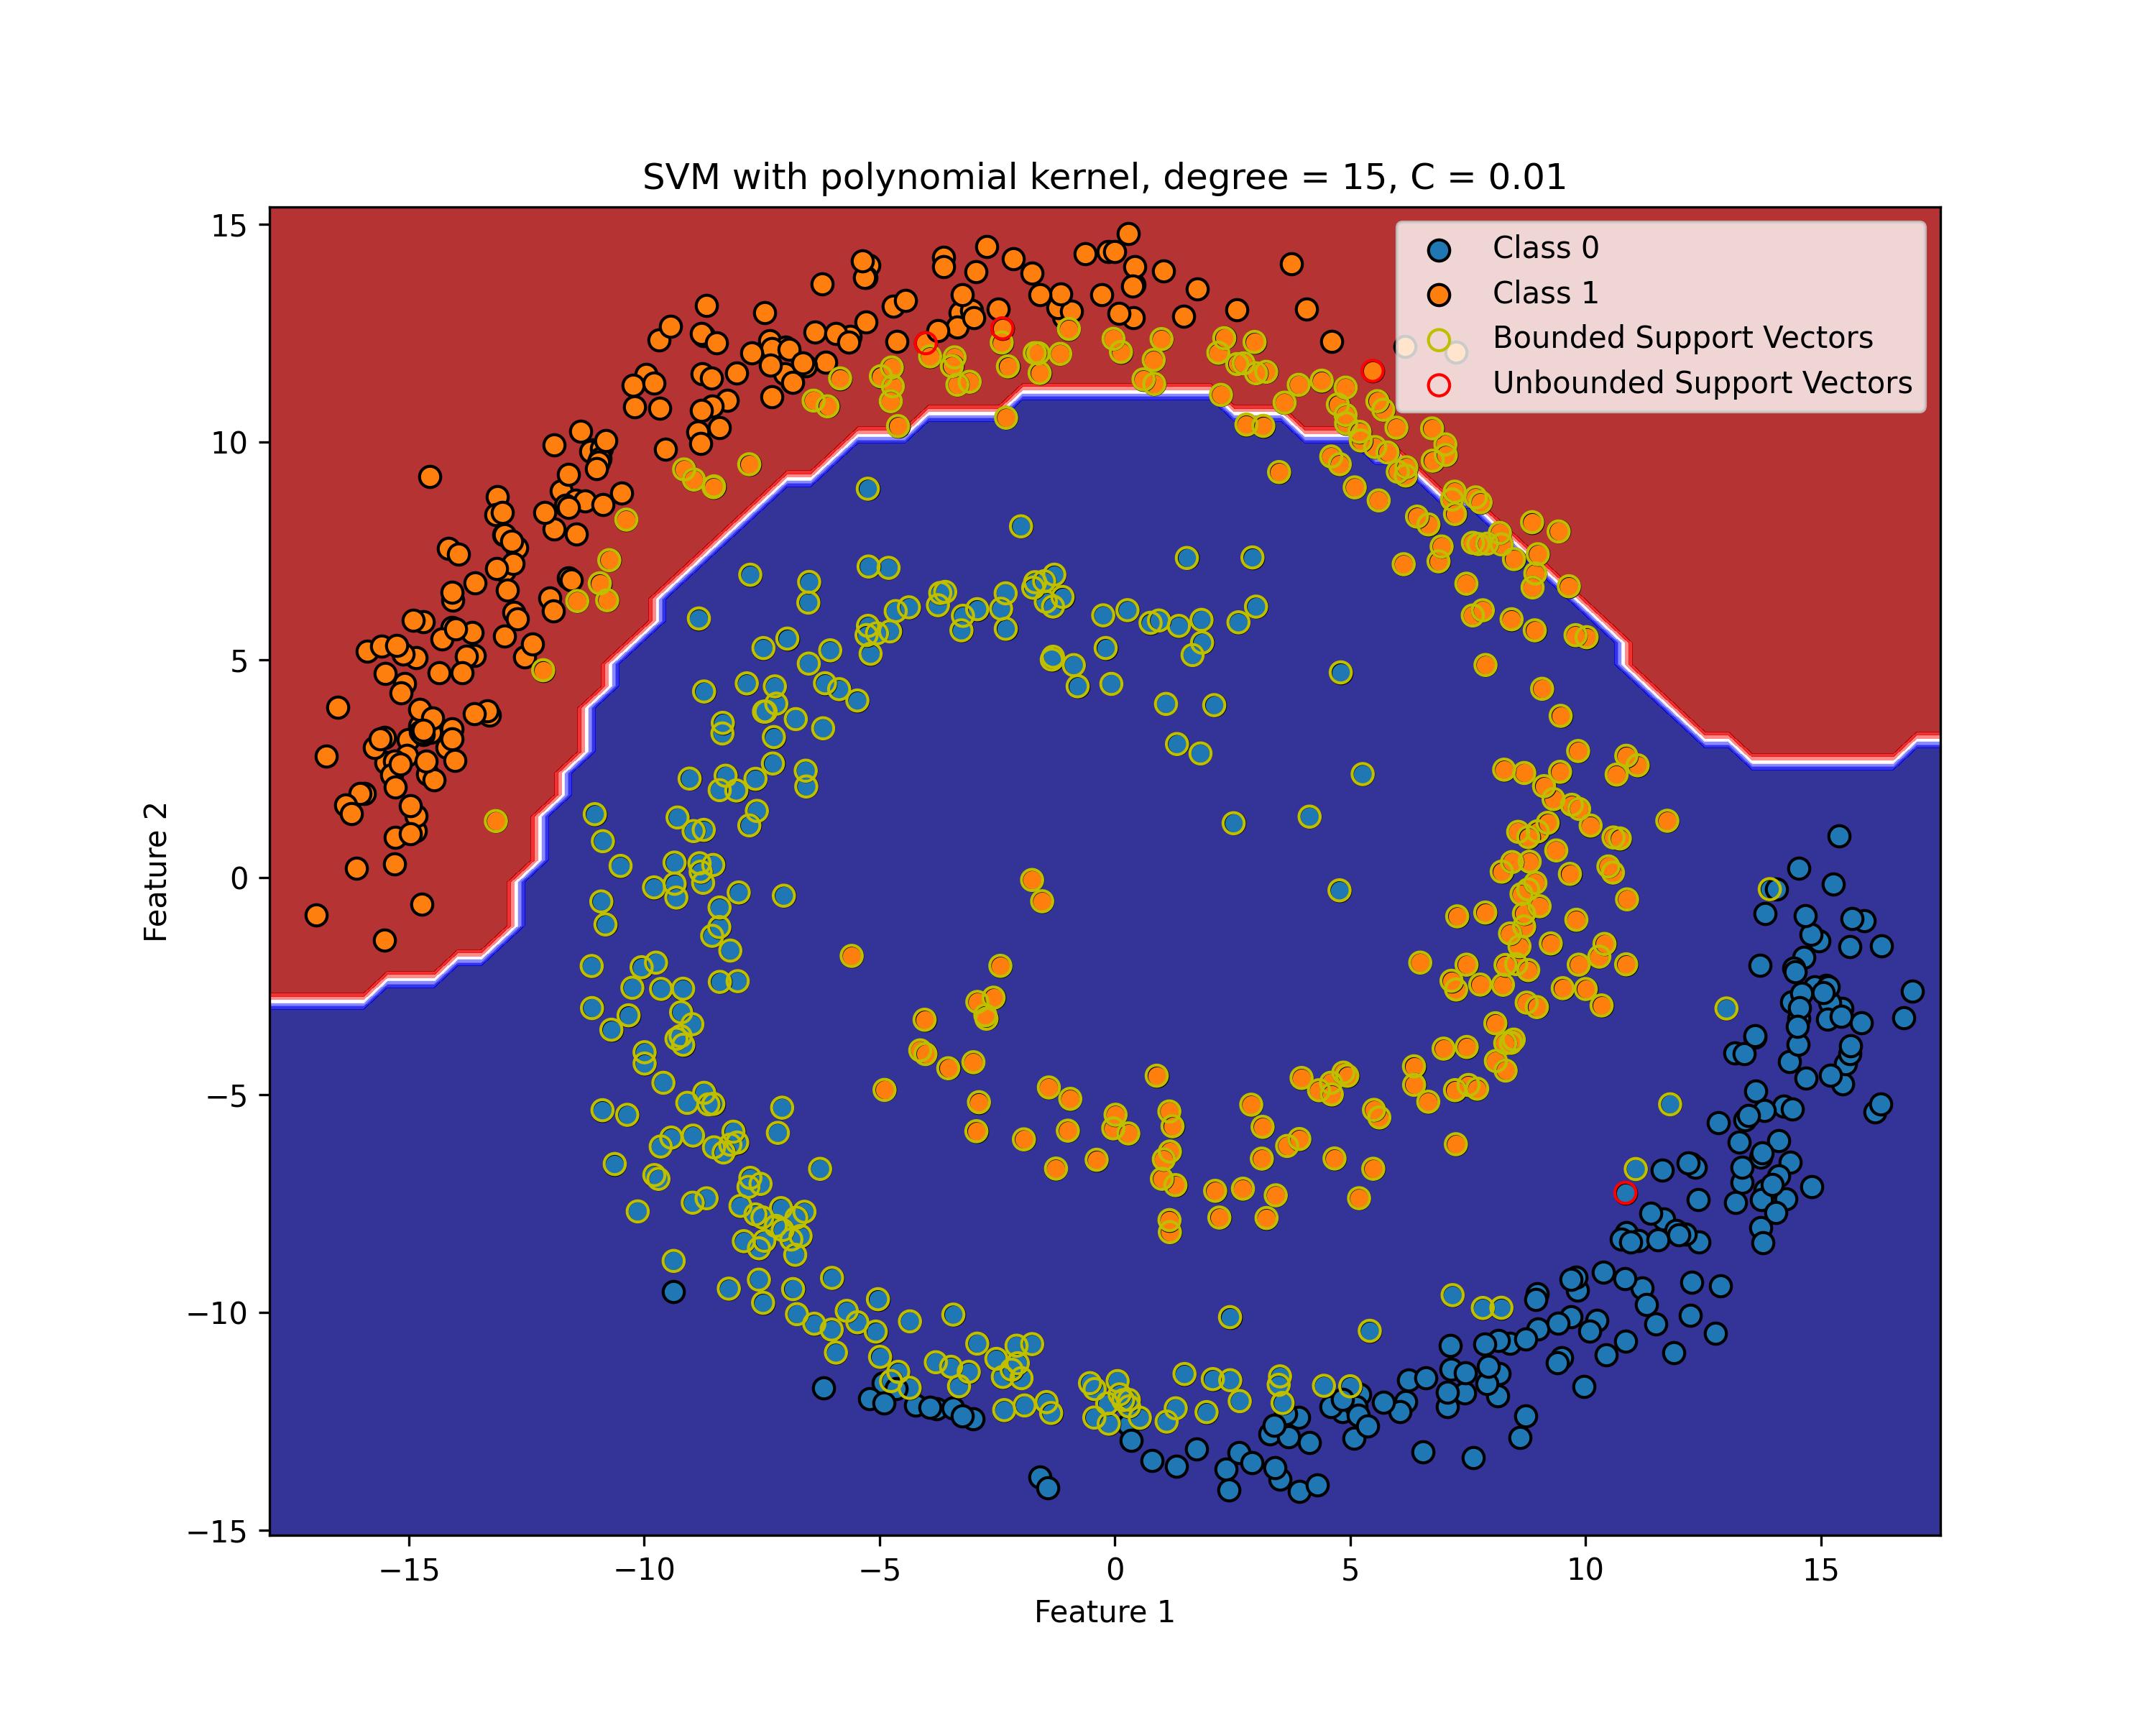 SVM with polynomial kernel, degree = 15, C = 0.01
Class 0
Class 1
Bounded Support Vectors
Unbounded Support Vectors
15
10
5
0
−5
−10
−15
Feature 2
−15 −10 −5 0 5 10 15
Feature 1